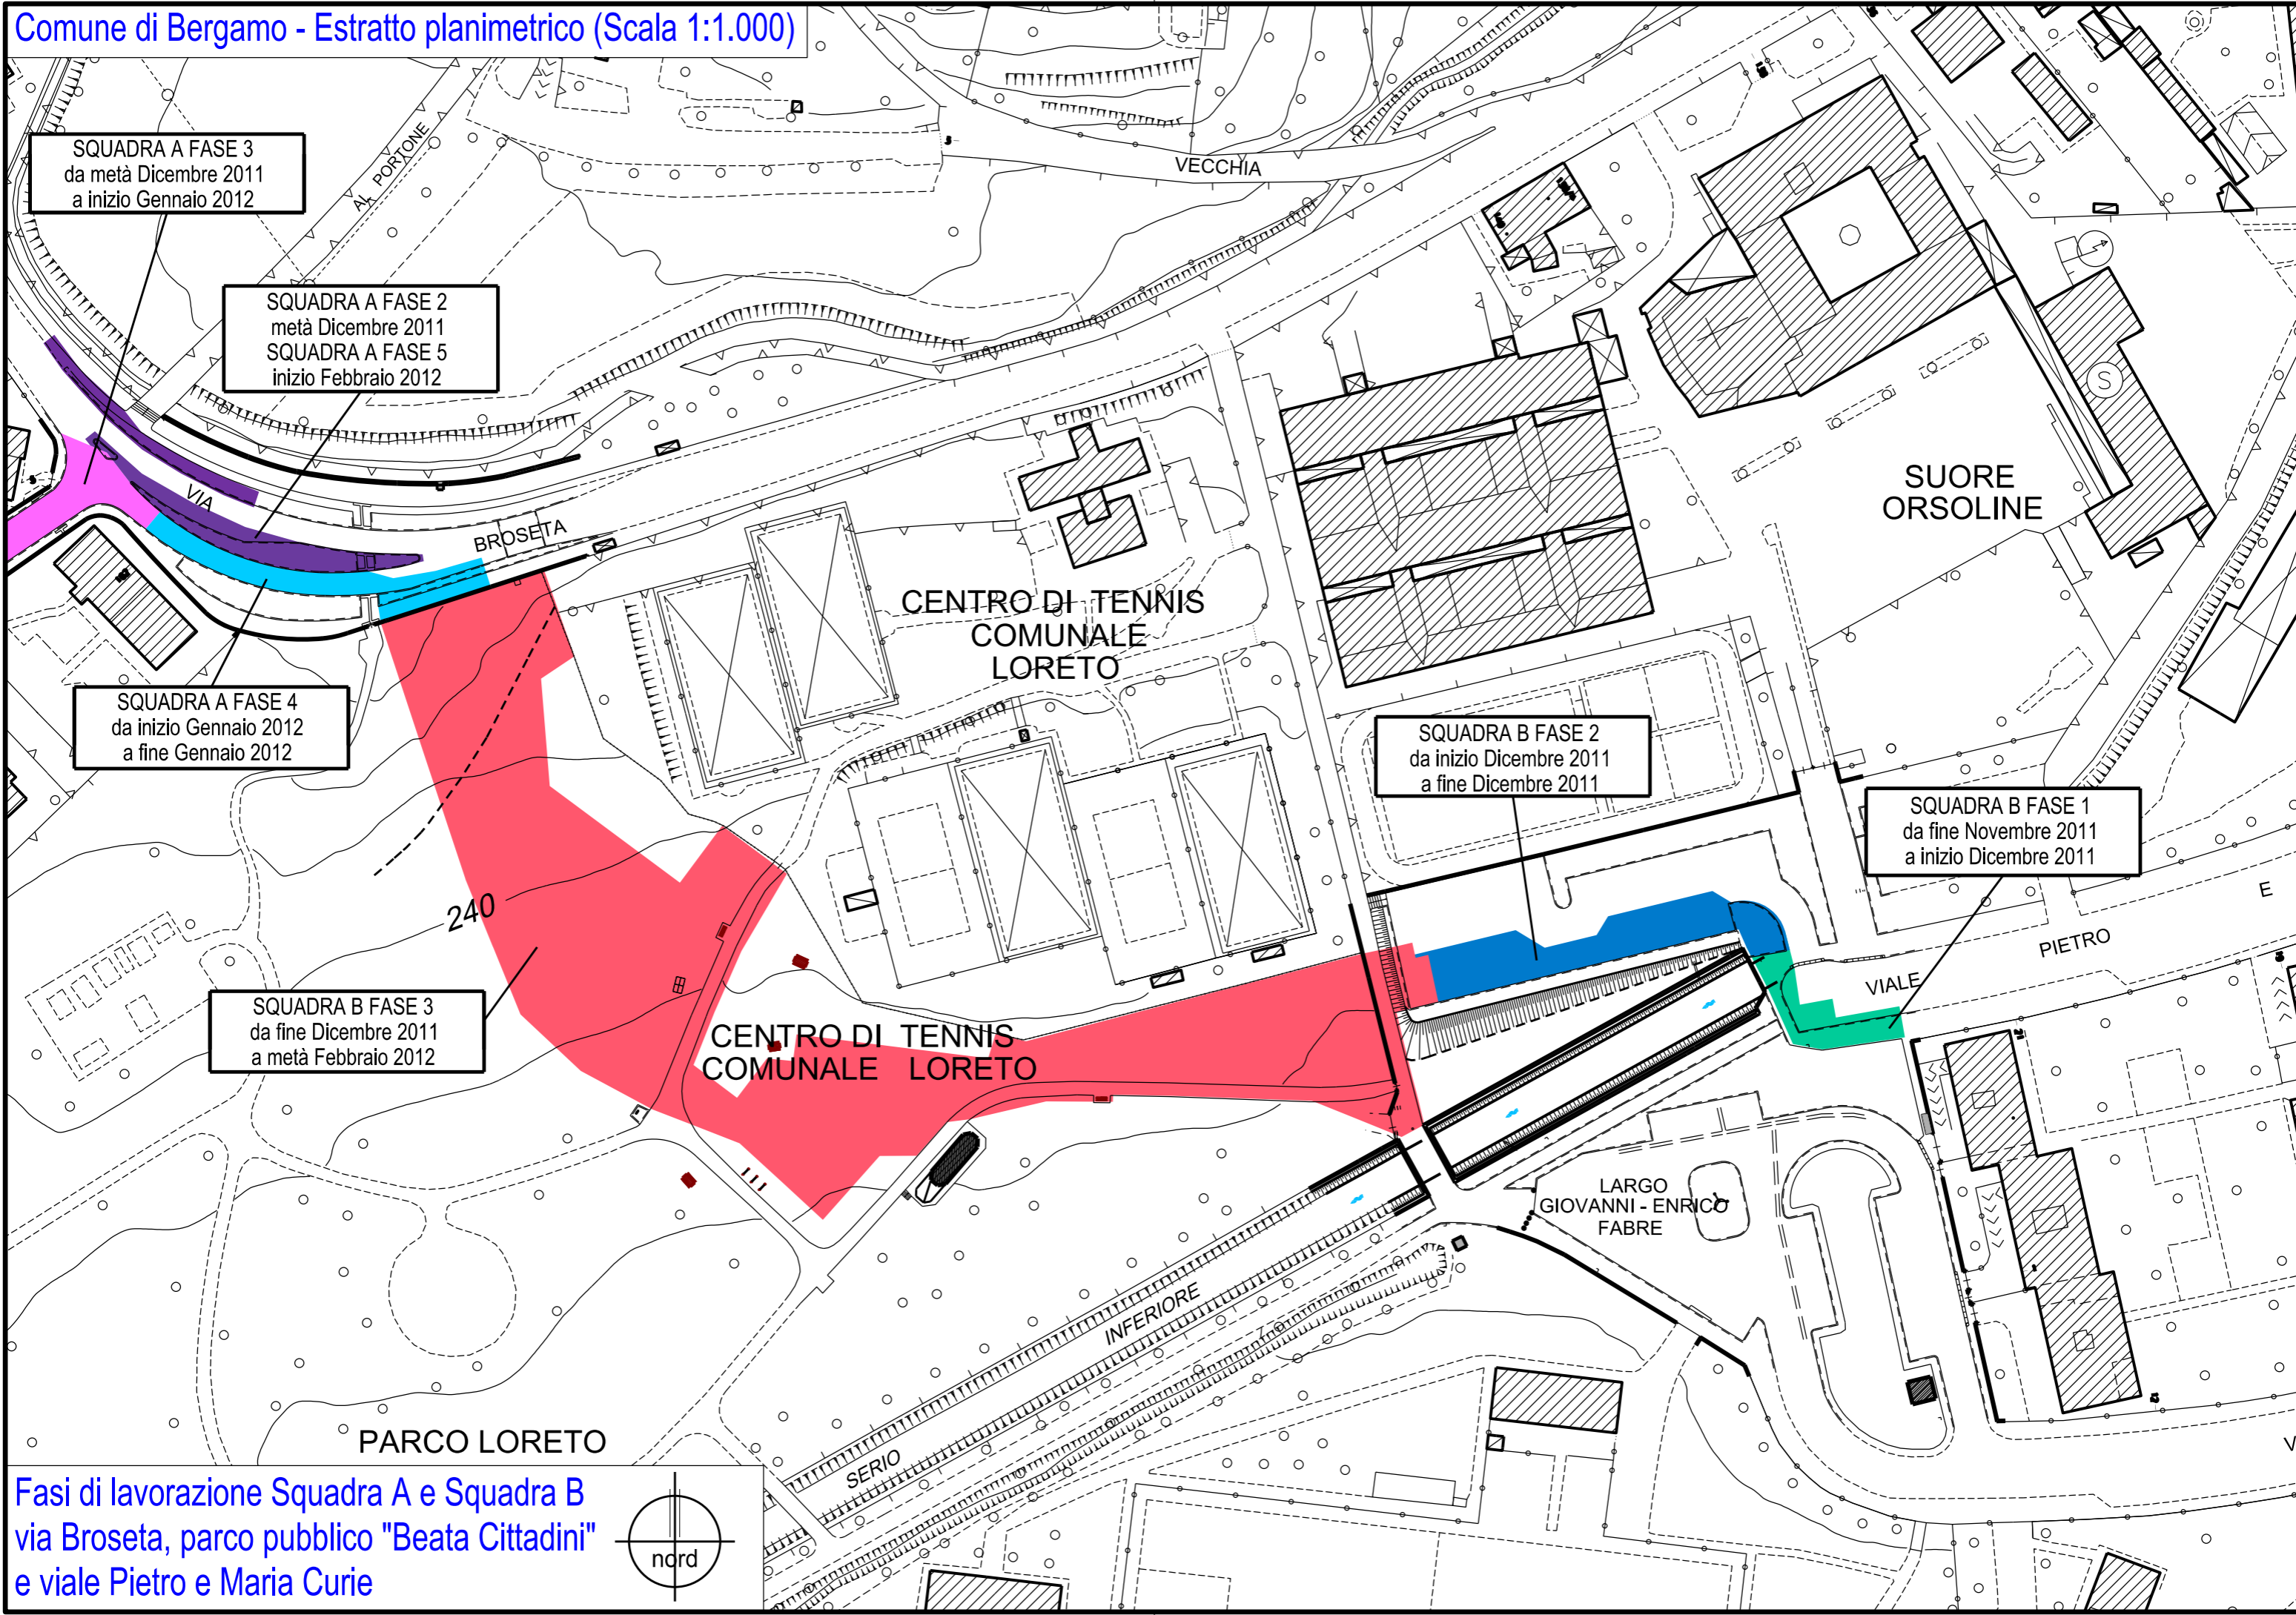 Comune di Bergamo - Estratto planimetrico (Scala 1:1.000)
SQUADRA A FASE 3
da metà Dicembre 2011
a inizio Gennaio 2012
AL PORTONE
VECCHIA
SQUADRA A FASE 2
metà Dicembre 2011
SQUADRA A FASE 5
inizio Febbraio 2012
S
SUORE
ORSOLINE
VIA
BROSETA
CENTRO DI TENNIS
COMUNALE
LORETO
SQUADRA A FASE 4
da inizio Gennaio 2012
a fine Gennaio 2012
SQUADRA B FASE 2
da inizio Dicembre 2011
a fine Dicembre 2011
SQUADRA B FASE 1
da fine Novembre 2011
a inizio Dicembre 2011
240
E
PIETRO
VIALE
SQUADRA B FASE 3
da fine Dicembre 2011
a metà Febbraio 2012
CENTRO DI TENNIS
COMUNALE LORETO
LARGO
GIOVANNI - ENRICO
FABRE
INFERIORE
SERIO
PARCO LORETO
V
Fasi di lavorazione Squadra A e Squadra B
via Broseta, parco pubblico "Beata Cittadini"
e viale Pietro e Maria Curie
nord